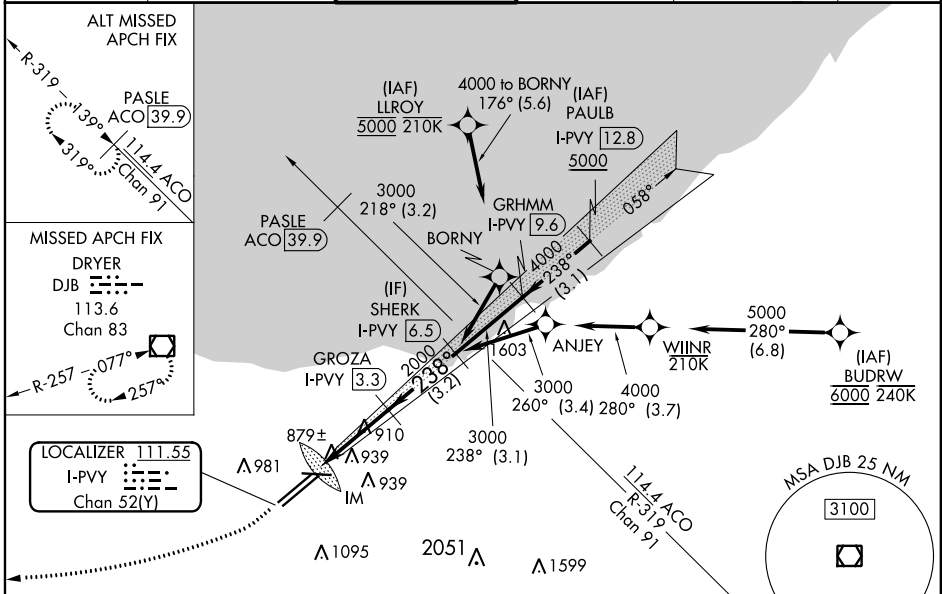 ALT MISSED
APCH FIX
R-319
139°
PASLE
ACO 39.9
319°
114.4 ACO
Chan 91
MISSED APCH FIX
DRYER
DJB
113.6
Chan 83
R-257
077°
257°
LOCALIZER 111.55
I-PVY
Chan 52(Y)
(IAF)
LLROY
5000 210K
4000 to BORNY
176° (5.6)
(IAF)
PAULB
I-PVY 12.8
5000
058°
3000
218° (3.2)
PASLE
ACO 39.9
GRHMM
I-PVY 9.6
BORNY
4000
238°
(3.1)
(IF)
SHERK
I-PVY 6.5
1603
ANJEY
WIINR
210K
5000
280°
(6.8)
(IAF)
BUDRW
6000 240K
GROZA
I-PVY 3.3
2000
238°
(3.2)
3000
260° (3.4)
4000
280° (3.7)
3000
238° (3.1)
879±
910
939
981
939
IM
114.4 ACO
R-319
Chan 91
1095
2051
1599
MSA DJB 25 NM
3100